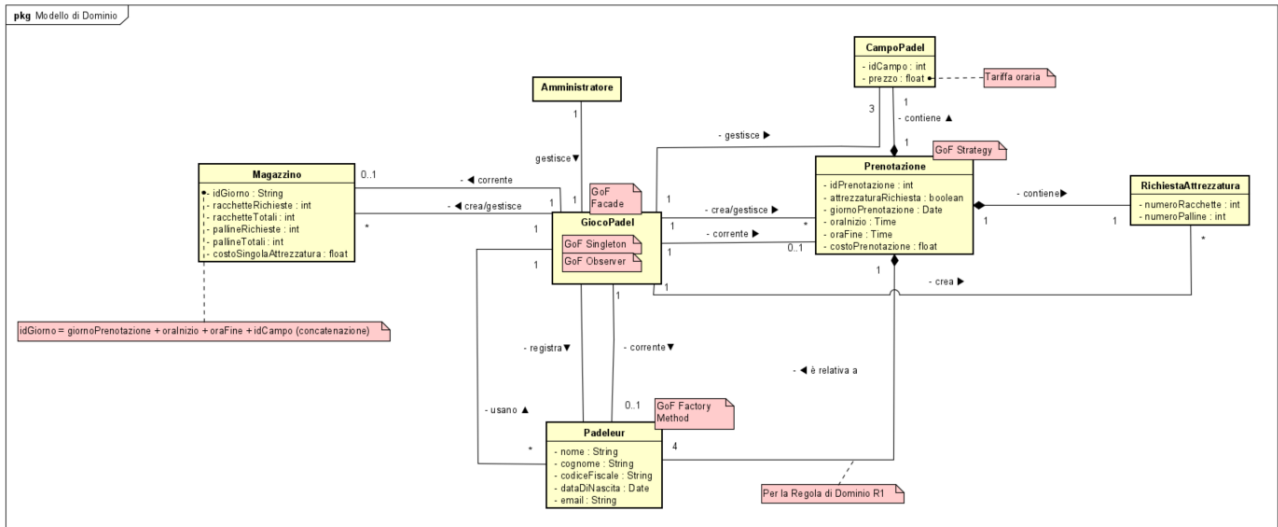 pkg Modello di Dominio
CampoPadel
- idCampo : int
- prezzo : float
Tariffa oraria
Amministratore
1
3
1
- contiene ▲
- gestisce ▶
1
GoF Strategy
gestisce ▼
Magazzino
- idGiorno : String
- racchetteRichieste : int
- racchetteTotali : int
- pallineRichieste : int
- pallineTotali : int
- costoSingolaAttrezzatura : float
0..1
- ◀ corrente
1
1
GoF
Facade
1
Prenotazione
- idPrenotazione : int
- attrezzaturaRichiesta : boolean
- giornoPrenotazione : Date
- oraInizio : Time
- oraFine : Time
- costoPrenotazione : float
- contiene ▶
1
1
RichiestaAttrezzatura
- numeroRacchette : int
- numeroPalline : int
*
- ◀ crea/gestisce
*
1
GiocoPadel
GoF Singleton
GoF Observer
- crea/gestisce ▶
1
*
- corrente ▶
1
0..1
1
1
1
1
- crea ▶
idGiorno = giornoPrenotazione + oraInizio + oraFine + idCampo (concatenazione)
- registra ▼
- corrente ▼
- ◀ è relativa a
- usano ▲
0..1
GoF Factory
Method
*
Padeleur
- nome : String
- cognome : String
- codiceFiscale : String
- dataDiNascita : Date
- email : String
4
Per la Regola di Dominio R1